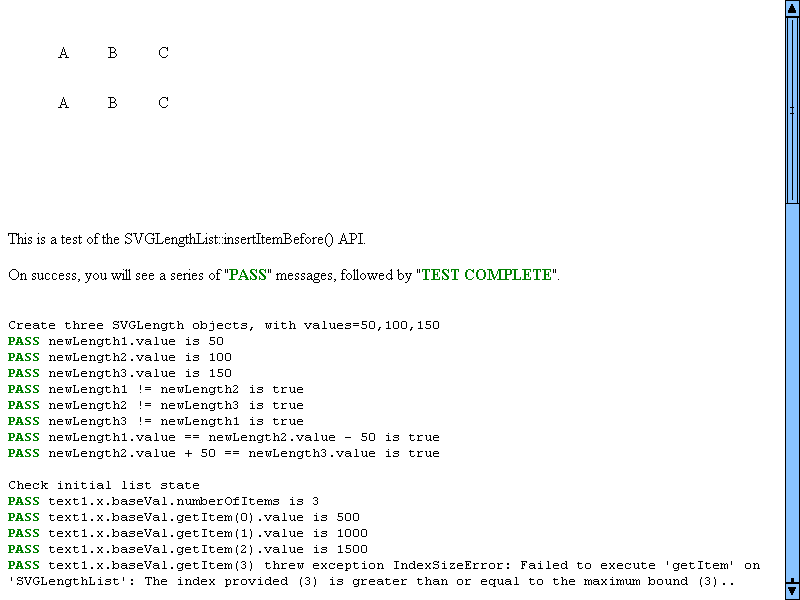 A B C
A B C
This is a test of the SVGLengthList::insertItemBefore() API.
On success, you will see a series of "PASS" messages, followed by "TEST COMPLETE".
Create three SVGLength objects, with values=50,100,150
PASS newLength1.value is 50
PASS newLength2.value is 100
PASS newLength3.value is 150
PASS newLength1 != newLength2 is true
PASS newLength2 != newLength3 is true
PASS newLength3 != newLength1 is true
PASS newLength1.value == newLength2.value - 50 is true
PASS newLength2.value + 50 == newLength3.value is true
Check initial list state
PASS text1.x.baseVal.numberOfItems is 3
PASS text1.x.baseVal.getItem(0).value is 500
PASS text1.x.baseVal.getItem(1).value is 1000
PASS text1.x.baseVal.getItem(2).value is 1500
PASS text1.x.baseVal.getItem(3) threw exception IndexSizeError: Failed to execute 'getItem' on
'SVGLengthList': The index provided (3) is greater than or equal to the maximum bound (3)..